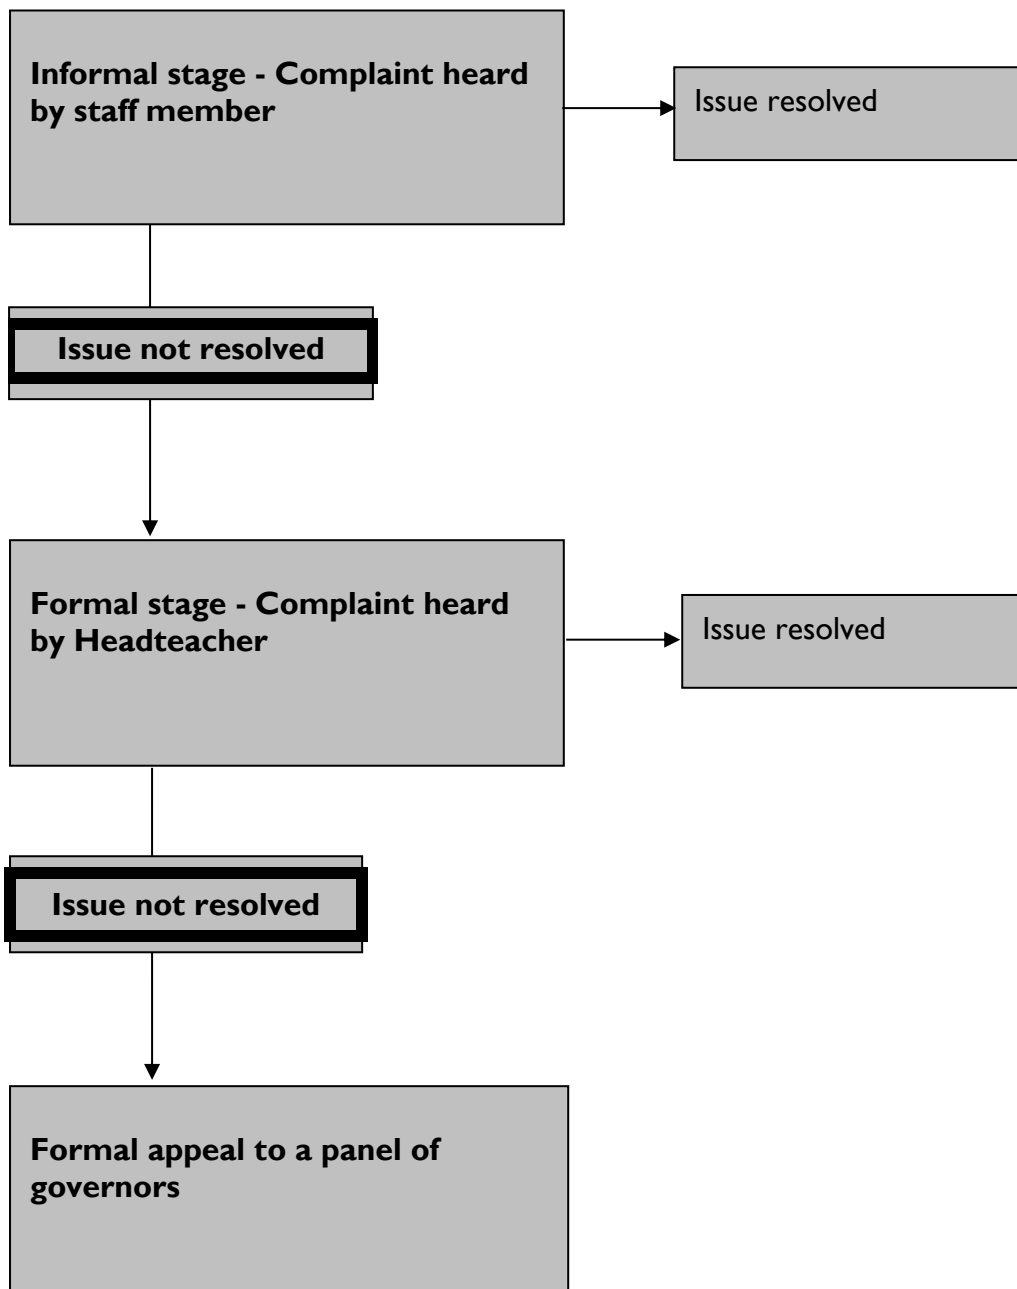 Informal stage - Complaint heard
by staff member
Issue resolved
Issue not resolved
Formal stage - Complaint heard
by Headteacher
Issue resolved
Issue not resolved
Formal appeal to a panel of
governors